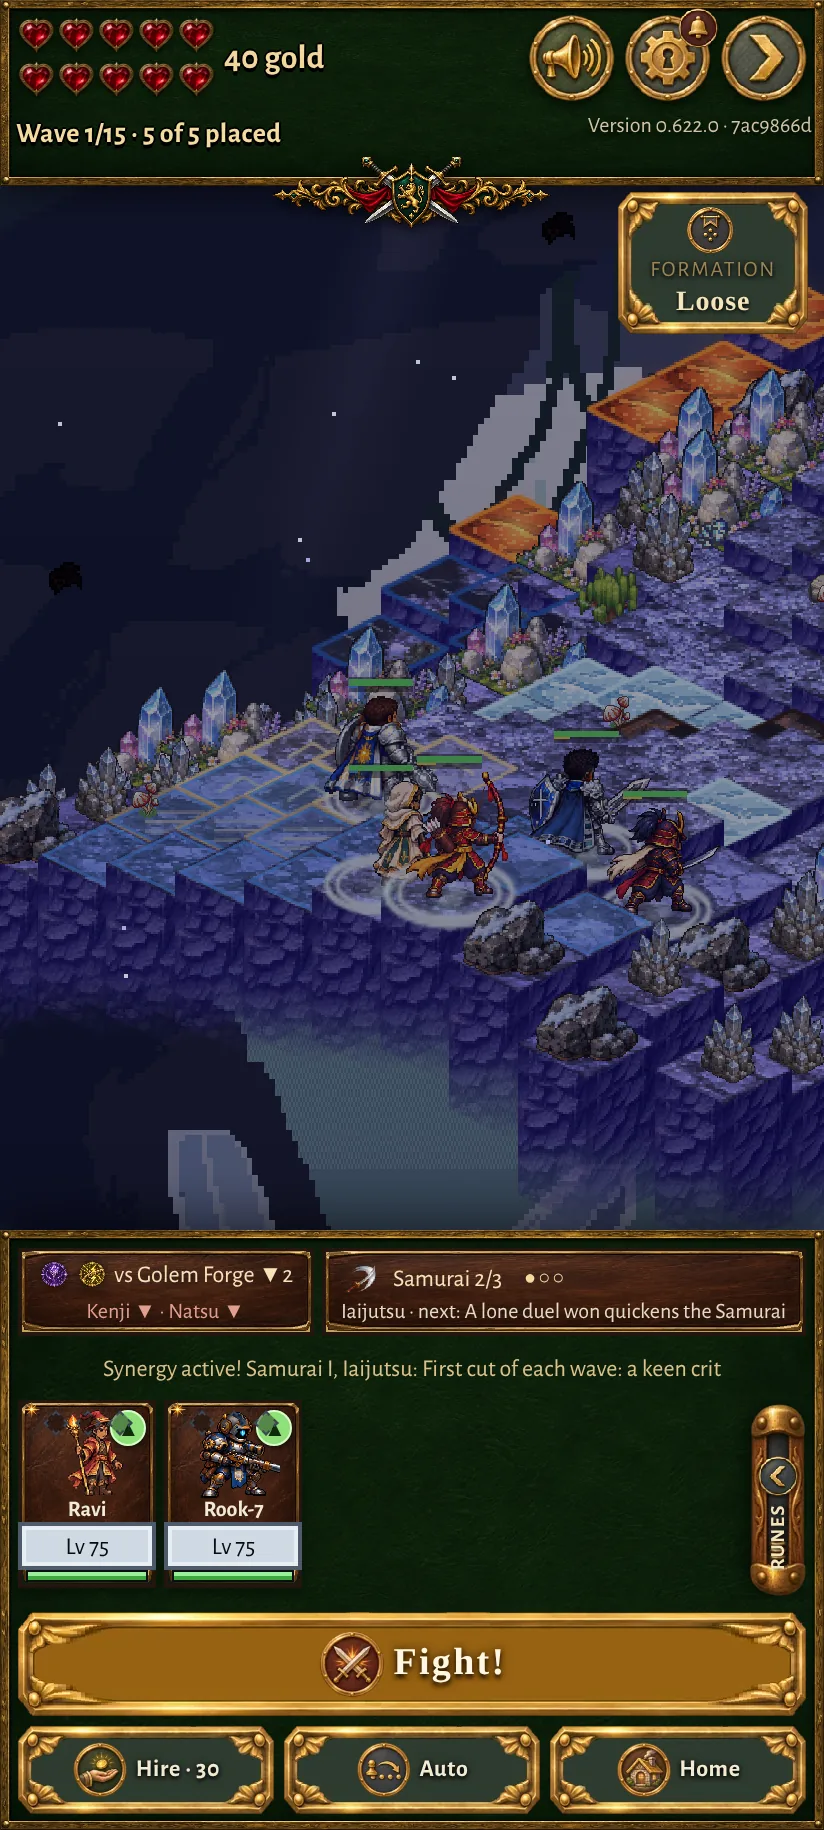 40 gold
Wave 1/15 · 5 of 5 placed
Version 0.622.0 · 7ac9866d
FORMATION
Loose
vs Golem Forge ▼ 2
Kenji ▼ · Natsu ▼
Samurai 2/3 ●○○
Iaijutsu · next: A lone duel won quickens the Samurai
Synergy active! Samurai I, Iaijutsu: First cut of each wave: a keen crit
Ravi
Lv 75
Rook-7
Lv 75
RUNES
Fight!
Hire · 30
Auto
Home